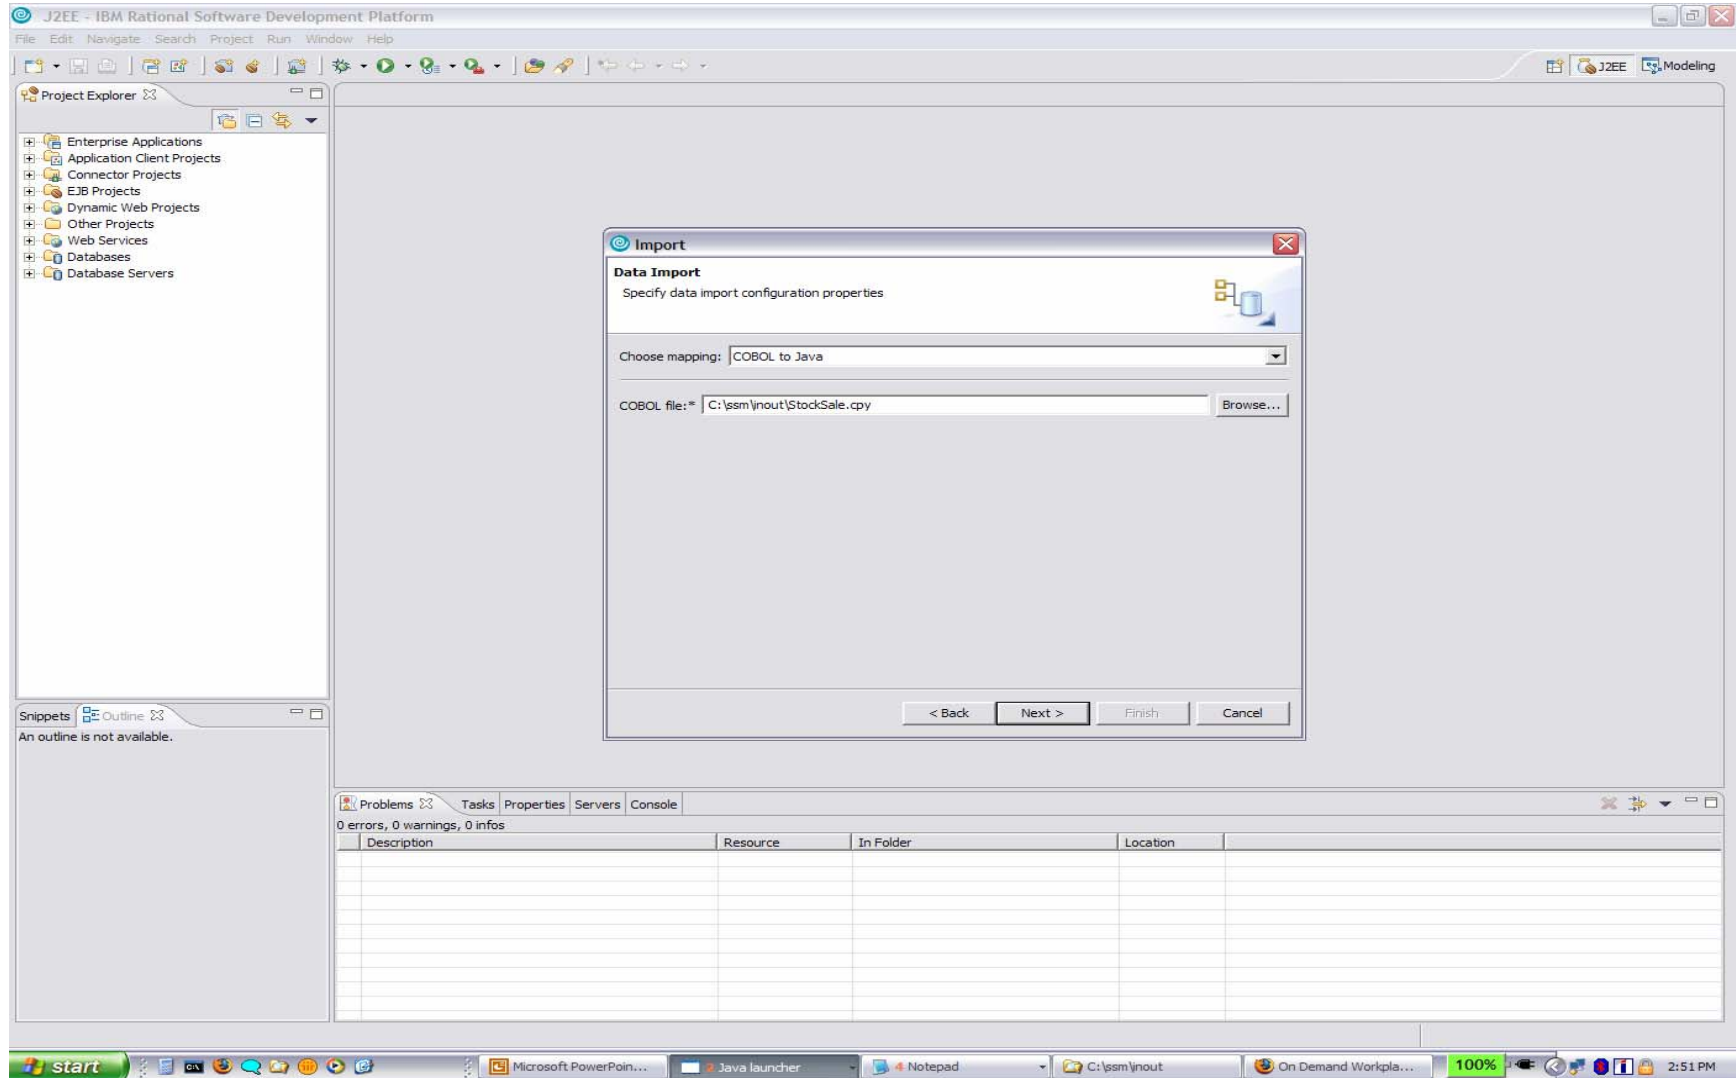 J2EE - IBM Rational Software Development Platform
File Edit Navigate Search Project Run Window Help
J2EE Modeling
Project Explorer
Enterprise Applications
Application Client Projects
Connector Projects
EJB Projects
Dynamic Web Projects
Other Projects
Web Services
Databases
Database Servers
Import
Data Import
Specify data import configuration properties
Choose mapping: COBOL to Java
COBOL file:* C:\ssm\inout\StockSale.cpy Browse...
< Back Next > Finish Cancel
Snippets Outline
An outline is not available.
Problems Tasks Properties Servers Console
0 errors, 0 warnings, 0 infos
Description Resource In Folder Location
start Microsoft PowerPoin... Java launcher 4 Notepad C:\ssm\inout On Demand Workpla... 100% 2:51 PM